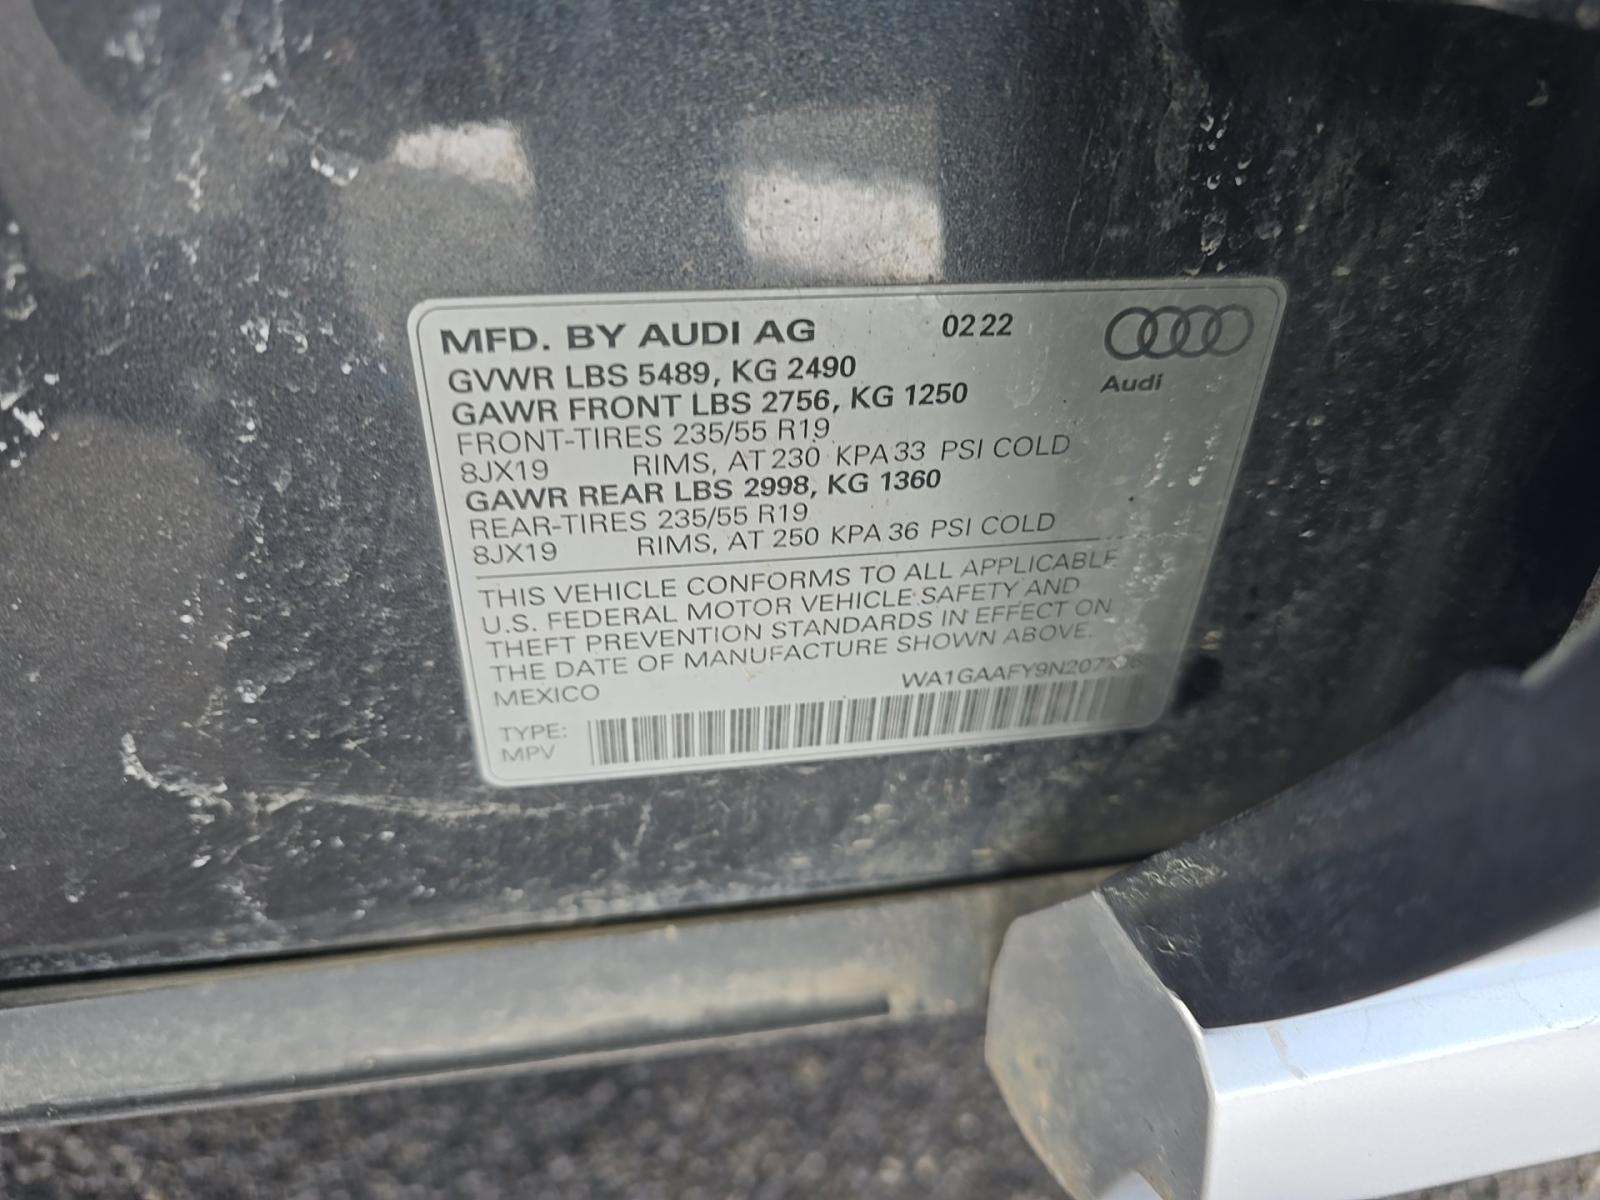 MFD. BY AUDI AG 0222
Audi
GVWR LBS 5489, KG 2490
GAWR FRONT LBS 2756, KG 1250
FRONT-TIRES 235/55 R19
8JX19 RIMS, AT 230 KPA 33 PSI COLD
GAWR REAR LBS 2998, KG 1360
REAR-TIRES 235/55 R19
8JX19 RIMS, AT 250 KPA 36 PSI COLD
THIS VEHICLE CONFORMS TO ALL APPLICABLE
U.S. FEDERAL MOTOR VEHICLE SAFETY AND
THEFT PREVENTION STANDARDS IN EFFECT ON
THE DATE OF MANUFACTURE SHOWN ABOVE.
MEXICO
TYPE:
MPV